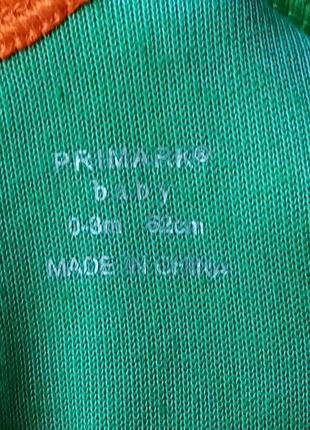 PRIMARK®
baby
0-3m 62cm
MADE IN CHINA